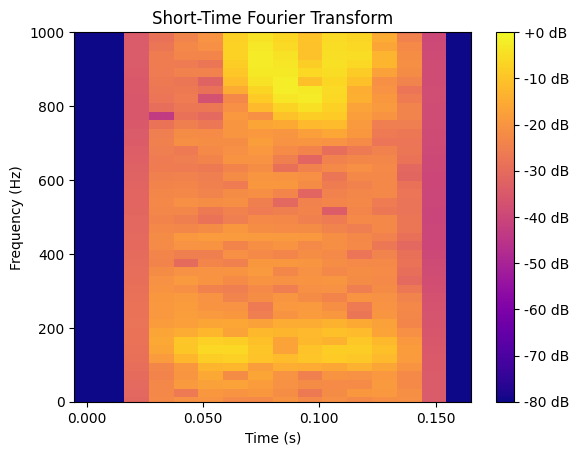 Short-Time Fourier Transform
1000
800
600
400
200
0
Frequency (Hz)
0.000
0.050
0.100
0.150
Time (s)
+0 dB
-10 dB
-20 dB
-30 dB
-40 dB
-50 dB
-60 dB
-70 dB
-80 dB